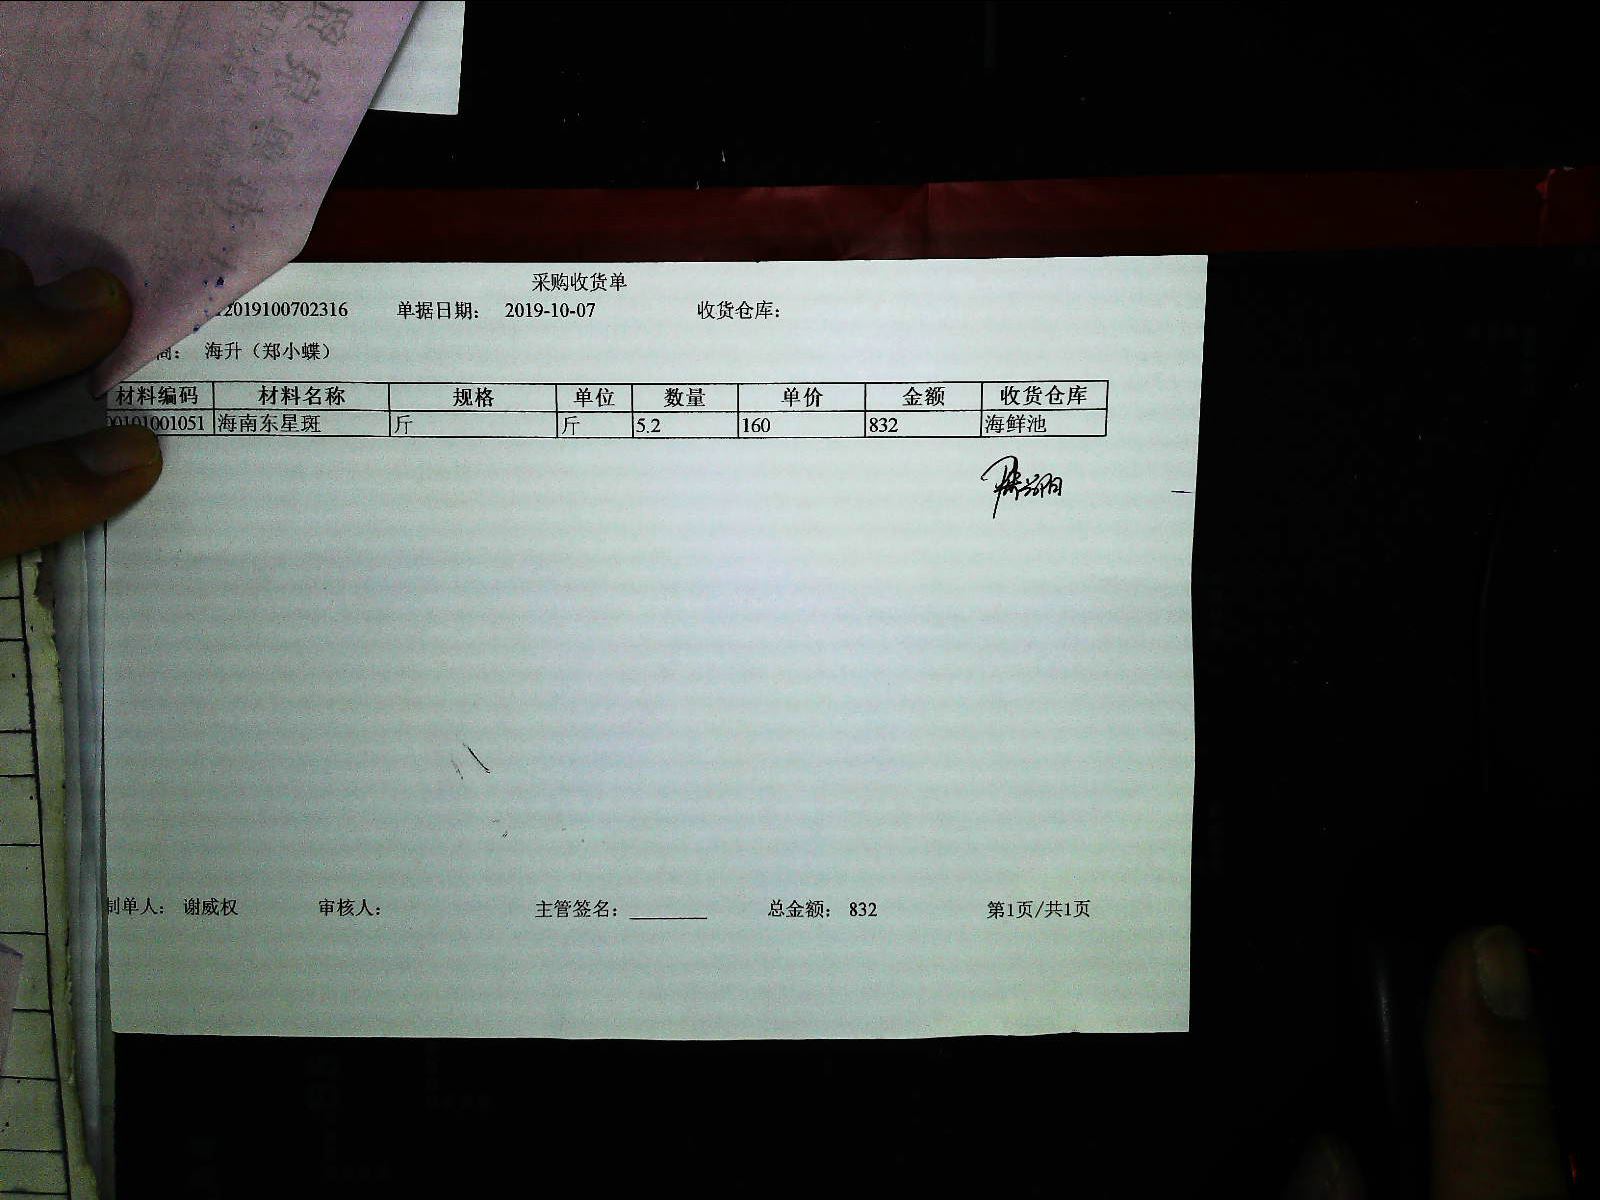 采购收货单
2019100702316 单据日期： 2019-10-07 收货仓库：
商： 海升（郑小蝶）
材料编码 材料名称 规格 单位 数量 单价 金额 收货仓库
00101001051 海南东星斑 斤 斤 5.2 160 832 海鲜池
制单人： 谢威权 审核人： 主管签名： 总金额： 832 第1页/共1页